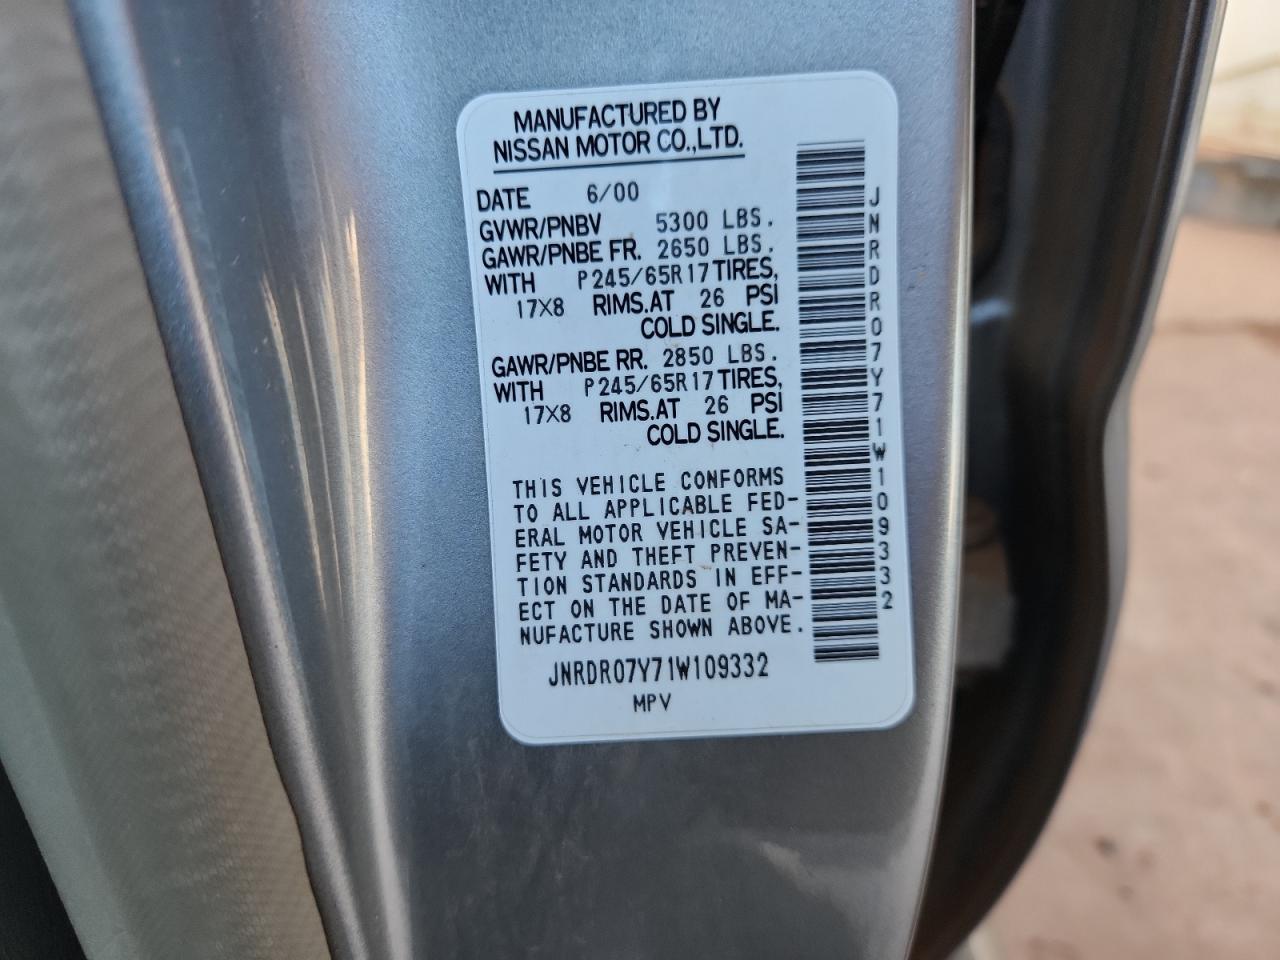 MANUFACTURED BY
NISSAN MOTOR CO.,LTD.
DATE 6/00
GVWR/PNBV 5300 LBS.
GAWR/PNBE FR. 2650 LBS.
WITH P245/65R17 TIRES,
17X8 RIMS.AT 26 PSI
COLD SINGLE.
GAWR/PNBE RR. 2850 LBS.
WITH P245/65R17 TIRES,
17X8 RIMS.AT 26 PSI
COLD SINGLE.
THIS VEHICLE CONFORMS
TO ALL APPLICABLE FED-
ERAL MOTOR VEHICLE SA-
FETY AND THEFT PREVEN-
TION STANDARDS IN EFF-
ECT ON THE DATE OF MA-
NUFACTURE SHOWN ABOVE.
JNRDR07Y71W109332
MPV
JNRDR07Y71W109332